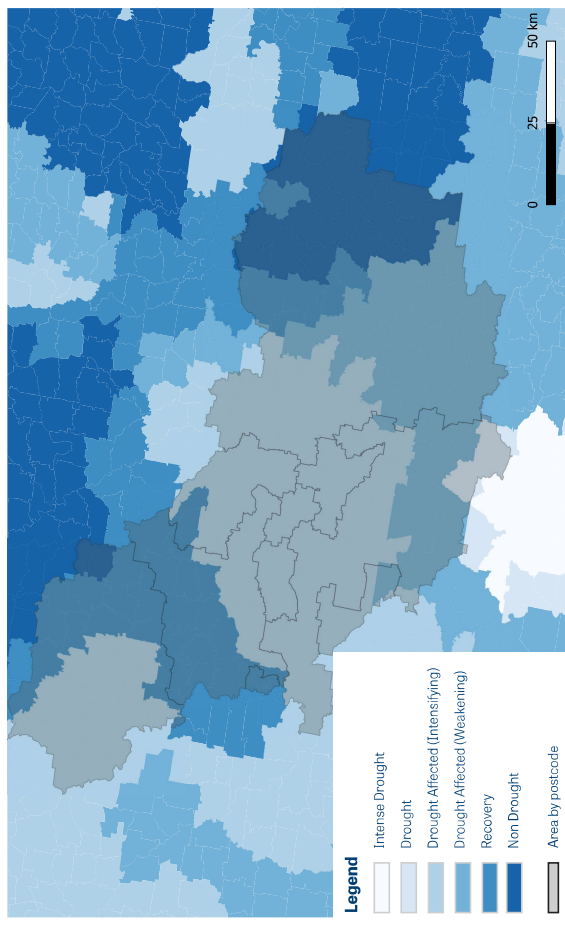 Legend
Intense Drought
Drought
Drought Affected (Intensifying)
Drought Affected (Weakening)
Recovery
Non Drought
Area by postcode
0 25 50 km